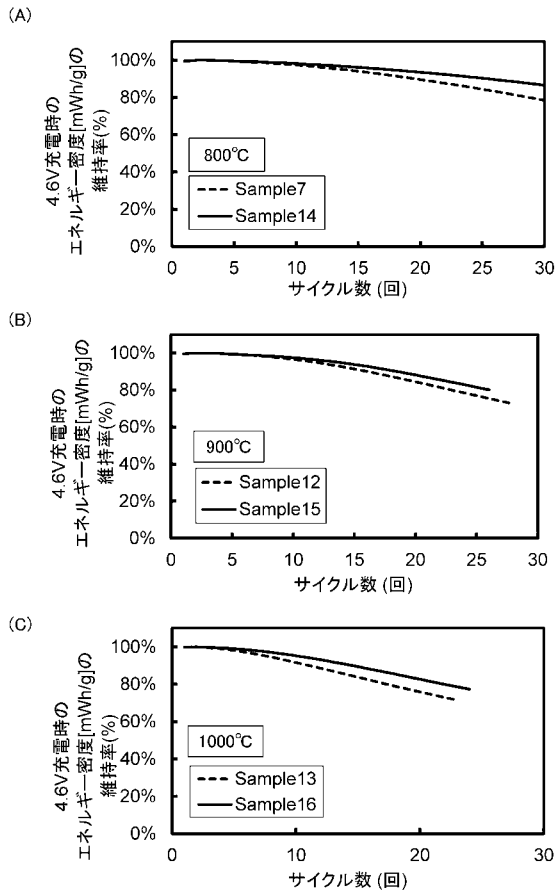 (A)
4.6V充電時の
エネルギー密度[mWh/g]の
維持率(%)
100%
80%
60%
40%
20%
0%
800℃
Sample7
Sample14
0
5
10
15
20
25
30
サイクル数 (回)
(B)
4.6V充電時の
エネルギー密度[mWh/g]の
維持率(%)
100%
80%
60%
40%
20%
0%
900℃
Sample12
Sample15
0
5
10
15
20
25
30
サイクル数 (回)
(C)
4.6V充電時の
エネルギー密度[mWh/g]の
維持率(%)
100%
80%
60%
40%
20%
0%
1000℃
Sample13
Sample16
0
10
20
30
サイクル数 (回)